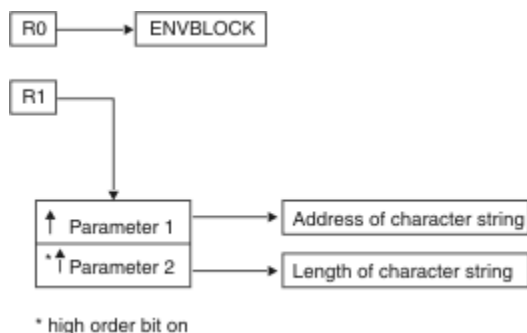 R0 ENVBLOCK
R1
Parameter 1 Address of character string
* Parameter 2 Length of character string
* high order bit on